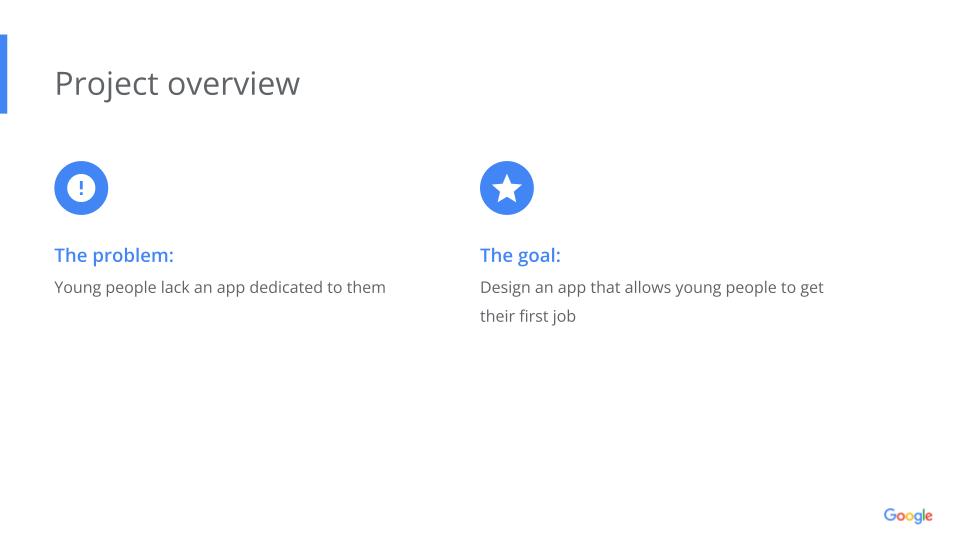 Project overview
The problem:
Young people lack an app dedicated to them
The goal:
Design an app that allows young people to get
their first job
Google